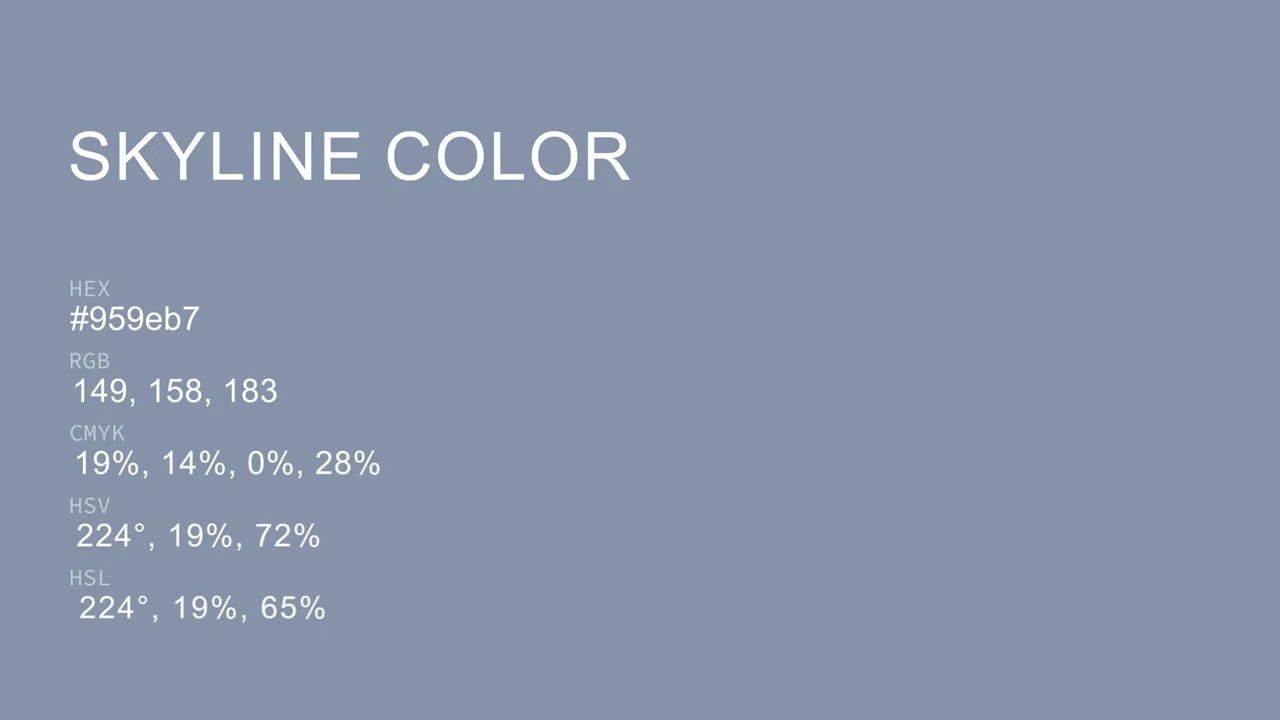 SKYLINE COLOR
HEX
#959eb7
RGB
149, 158, 183
CMYK
19%, 14%, 0%, 28%
HSV
224°, 19%, 72%
HSL
224°, 19%, 65%